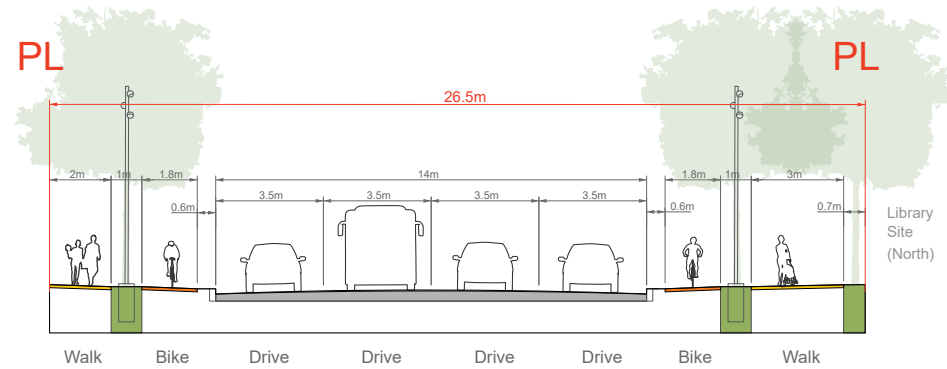 PL
PL
26.5m
2m
1m
1.8m
14m
1.8m
1m
3m
3.5m
3.5m
3.5m
3.5m
0.6m
0.6m
0.7m
Library
Site
(North)
Walk
Bike
Drive
Drive
Drive
Drive
Bike
Walk